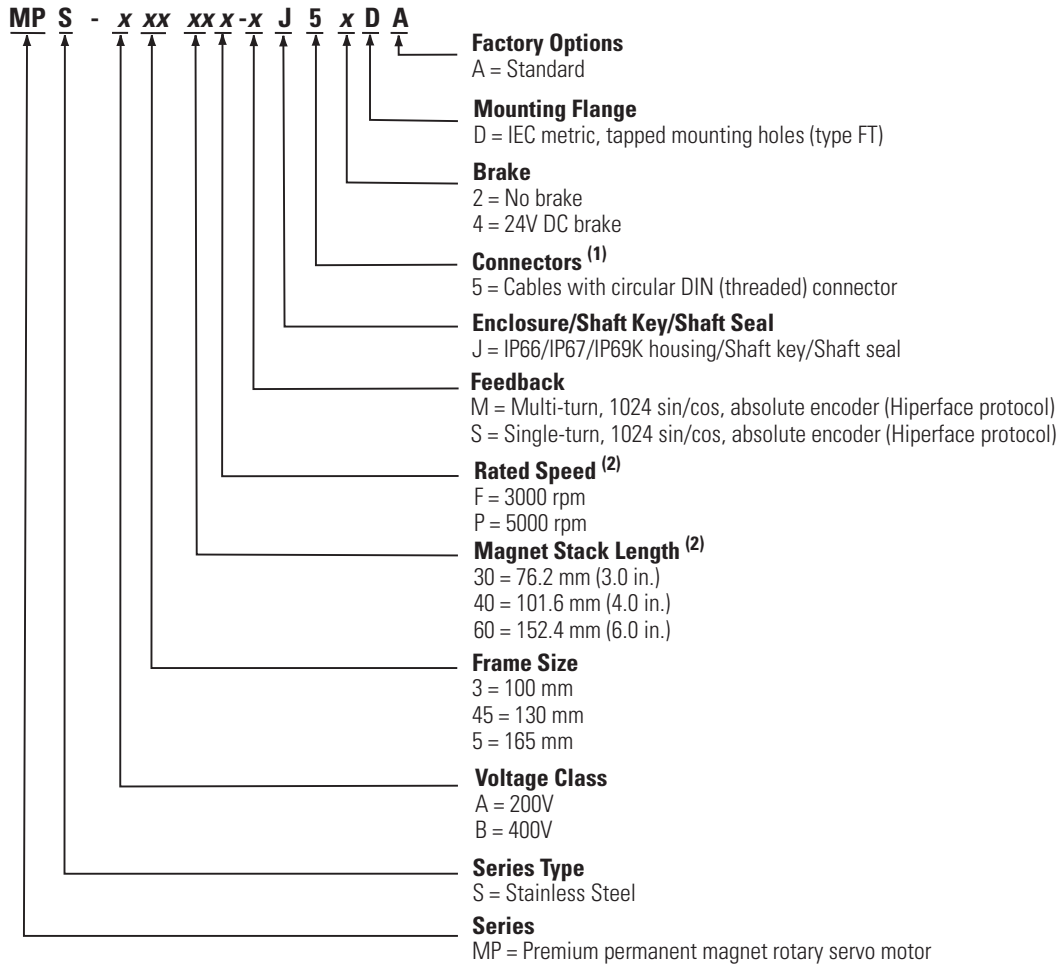 MP S - x xx xx x - x J 5 x D A
Factory Options
A = Standard
Mounting Flange
D = IEC metric, tapped mounting holes (type FT)
Brake
2 = No brake
4 = 24V DC brake
Connectors (1)
5 = Cables with circular DIN (threaded) connector
Enclosure/Shaft Key/Shaft Seal
J = IP66/IP67/IP69K housing/Shaft key/Shaft seal
Feedback
M = Multi-turn, 1024 sin/cos, absolute encoder (Hiperface protocol)
S = Single-turn, 1024 sin/cos, absolute encoder (Hiperface protocol)
Rated Speed (2)
F = 3000 rpm
P = 5000 rpm
Magnet Stack Length (2)
30 = 76.2 mm (3.0 in.)
40 = 101.6 mm (4.0 in.)
60 = 152.4 mm (6.0 in.)
Frame Size
3 = 100 mm
45 = 130 mm
5 = 165 mm
Voltage Class
A = 200V
B = 400V
Series Type
S = Stainless Steel
Series
MP = Premium permanent magnet rotary servo motor